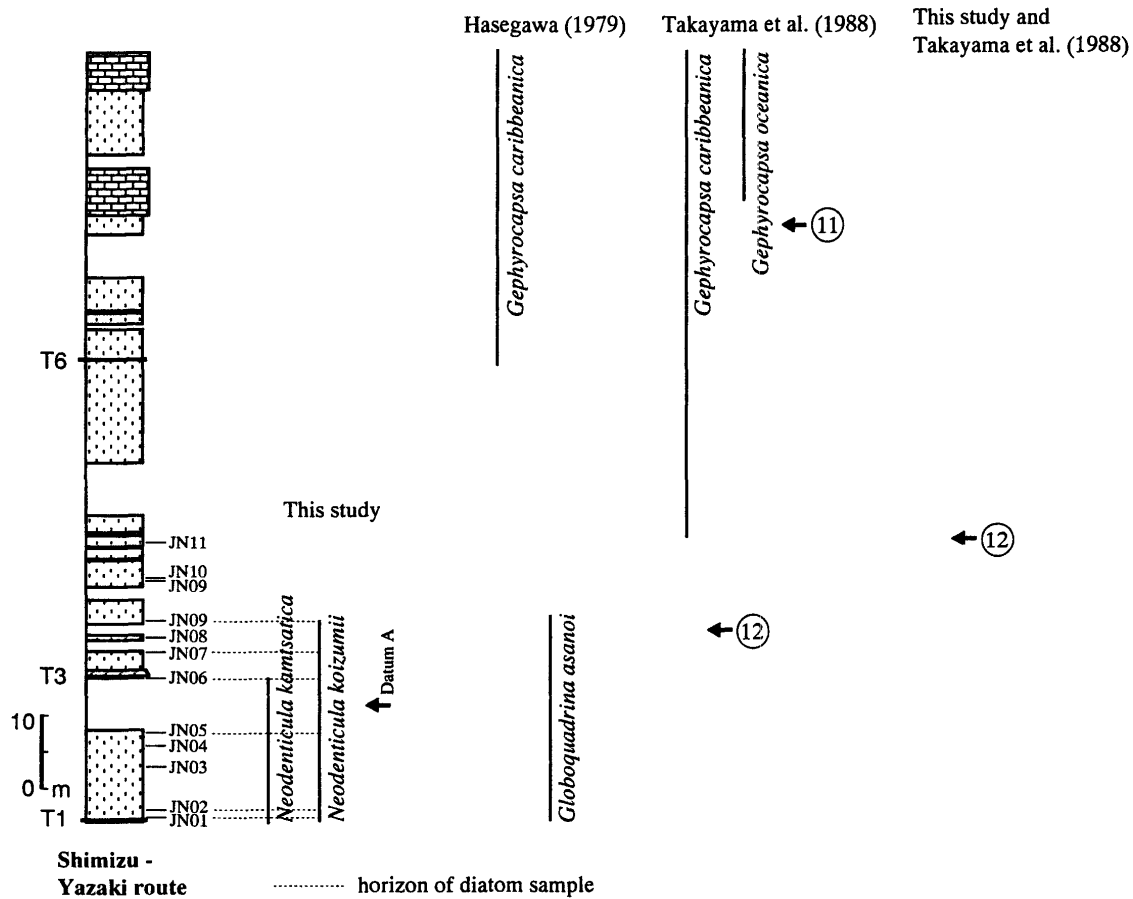 Hasegawa (1979)
Takayama et al. (1988)
This study and
Takayama et al. (1988)
Gephyrocapsa caribbeanica
Gephyrocapsa caribbeanica
Gephyrocapsa oceanica
11
T6
This study
JN11
12
JN10
JN09
JN09
JN08
JN07
T3
JN06
Neodenticula kamtsatica
Neodenticula koizumii
Datum A
Globoquadrina asanoi
12
10
0 m
JN05
JN04
JN03
JN02
T1
JN01
Shimizu -
Yazaki route
horizon of diatom sample